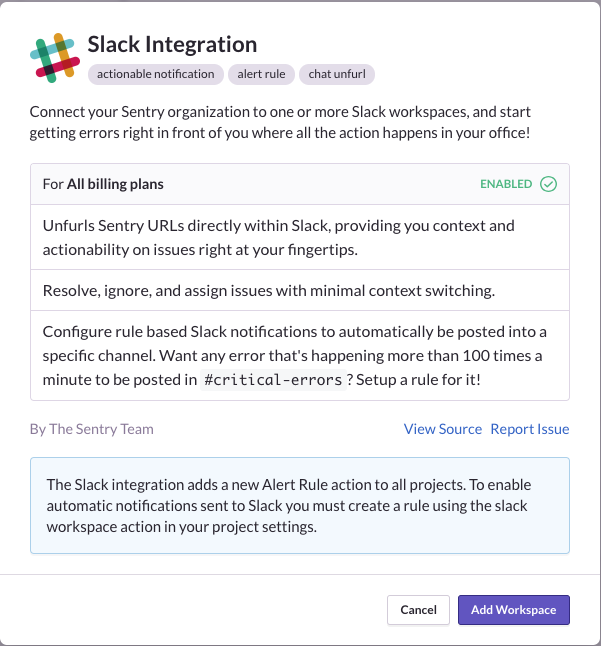 Slack Integration
actionable notification alert rule chat unfurl
Connect your Sentry organization to one or more Slack workspaces, and start
getting errors right in front of you where all the action happens in your office!
For All billing plans ENABLED
Unfurls Sentry URLs directly within Slack, providing you context and
actionability on issues right at your fingertips.
Resolve, ignore, and assign issues with minimal context switching.
Configure rule based Slack notifications to automatically be posted into a
specific channel. Want any error that's happening more than 100 times a
minute to be posted in #critical-errors ? Setup a rule for it!
By The Sentry Team View Source Report Issue
The Slack integration adds a new Alert Rule action to all projects. To enable
automatic notifications sent to Slack you must create a rule using the slack
workspace action in your project settings.
Cancel Add Workspace